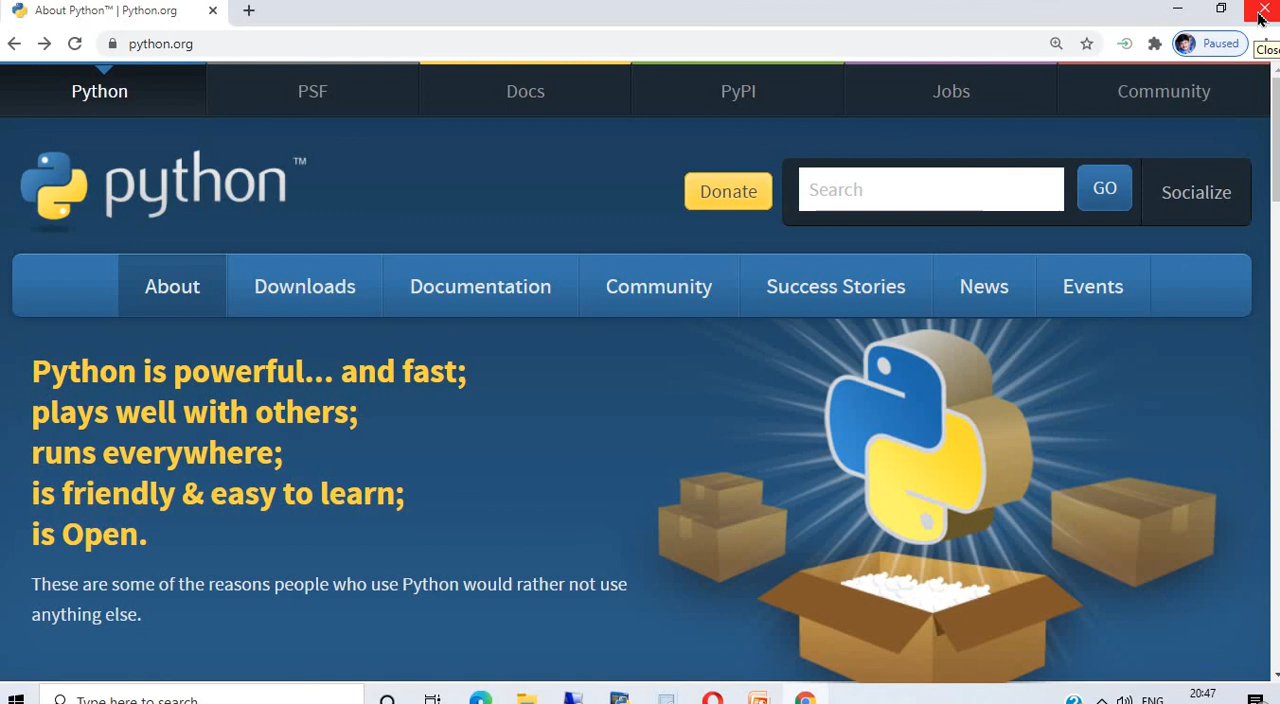 About Python™ | Python.org
python.org
Paused
Close
Python
PSF
Docs
PyPI
Jobs
Community
python™
Donate
Search
GO
Socialize
About
Downloads
Documentation
Community
Success Stories
News
Events
Python is powerful... and fast;
plays well with others;
runs everywhere;
is friendly & easy to learn;
is Open.
These are some of the reasons people who use Python would rather not use
anything else.
Type here to search
ENG
20:47